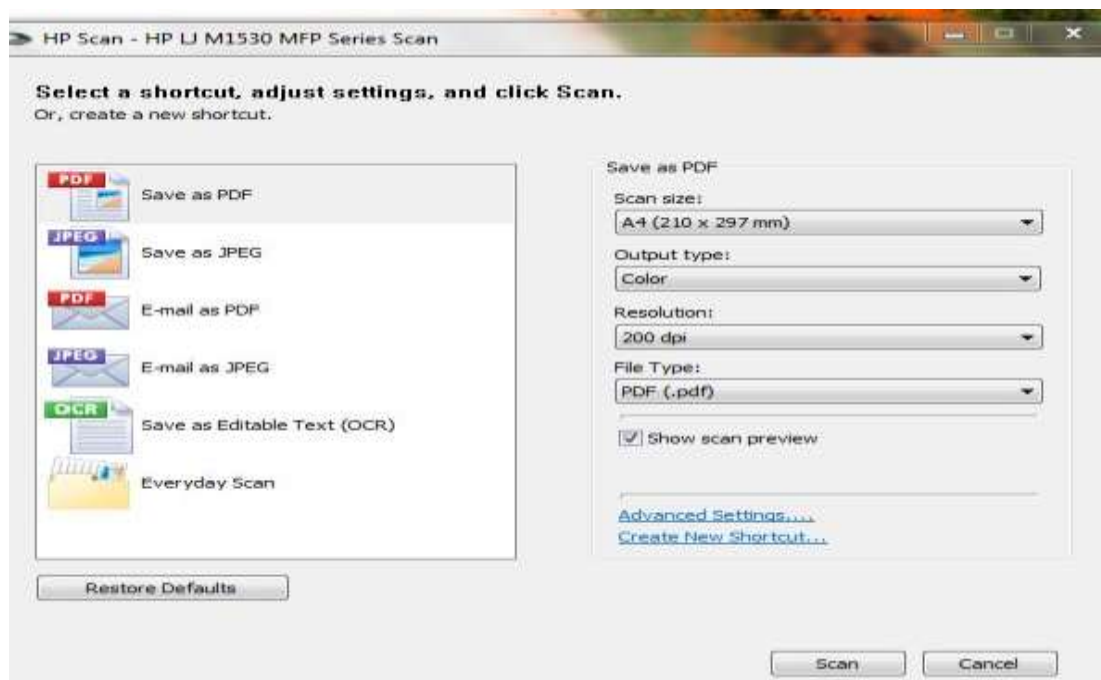 HP Scan - HP LJ M1530 MFP Series Scan
Select a shortcut, adjust settings, and click Scan.
Or, create a new shortcut.
PDF
Save as PDF
JPEG
Save as JPEG
PDF
E-mail as PDF
JPEG
E-mail as JPEG
OCR
Save as Editable Text (OCR)
Everyday Scan
Restore Defaults
Save as PDF
Scan size:
A4 (210 x 297 mm)
Output type:
Color
Resolution:
200 dpi
File Type:
PDF (.pdf)
Show scan preview
Advanced Settings....
Create New Shortcut...
Scan
Cancel